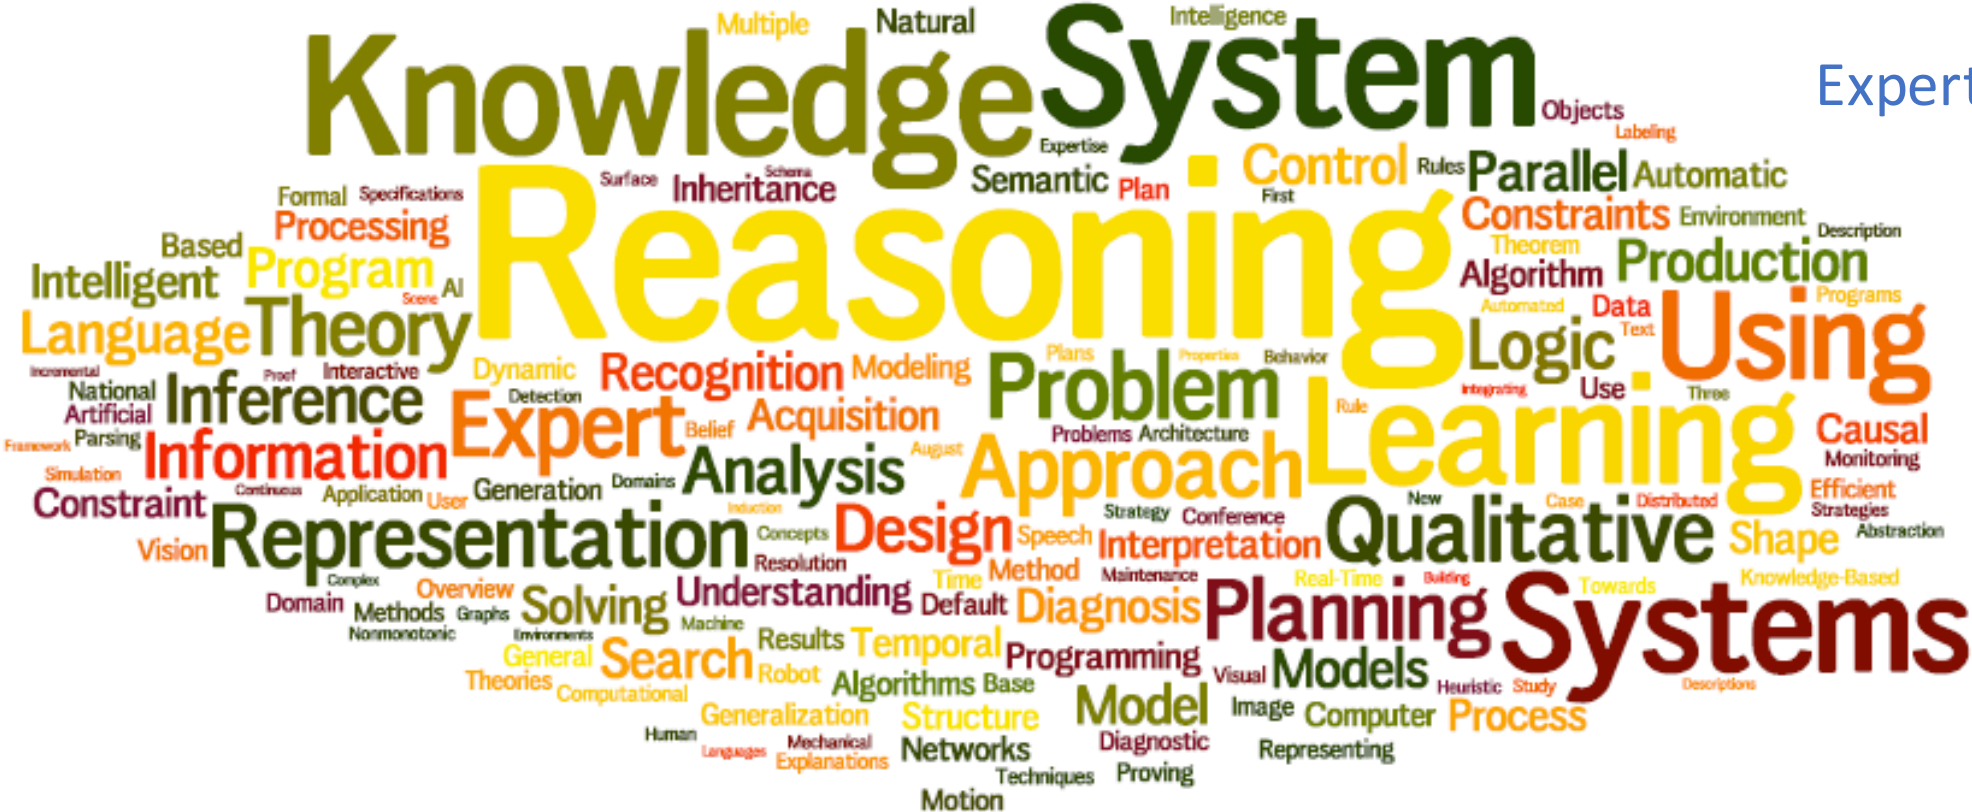 Multiple Natural Intelligence
Knowledge System
Expert
Objects
Labeling
Expertise
Control Rules Parallel Automatic
Surface Schema Inheritance Semantic Plan First
Formal Specifications
Reasoning
Processing
Constraints Environment
Description
Based
Theorem
Intelligent Program
Algorithm Production
Scene AI
Automated Data Programs
Language Theory
Logic Text Using
Incremental Proof Interactive Dynamic Recognition Modeling Problem Plans Properties Behavior
National Inference Detection
Integrating Use Three
Artificial
Expert Belief Acquisition
Rule Learning
Framework Parsing Information
August Approach Problems Architecture
Causal
Monitoring
Simulation
Analysis
Constraint Continuous Application User Generation Domains
Efficient
Strategies
Representation
Induction
Strategy Conference
New Case Distributed
Qualitative
Abstraction
Vision
Concepts Design Speech Interpretation
Shape
Resolution
Complex Overview
Understanding Time Method Maintenance
Real-Time Building Towards Knowledge-Based
Domain Methods Graphs Solving
Default Diagnosis Planning Systems
Nonmonotonic Environments
Machine Results Temporal Programming
General Search Robot
Visual Models
Theories Computational
Algorithms Base
Heuristic Study Descriptions
Generalization Structure Model Image Computer Process
Human Languages Mechanical Networks Diagnostic Representing
Explanations
Techniques Proving
Motion